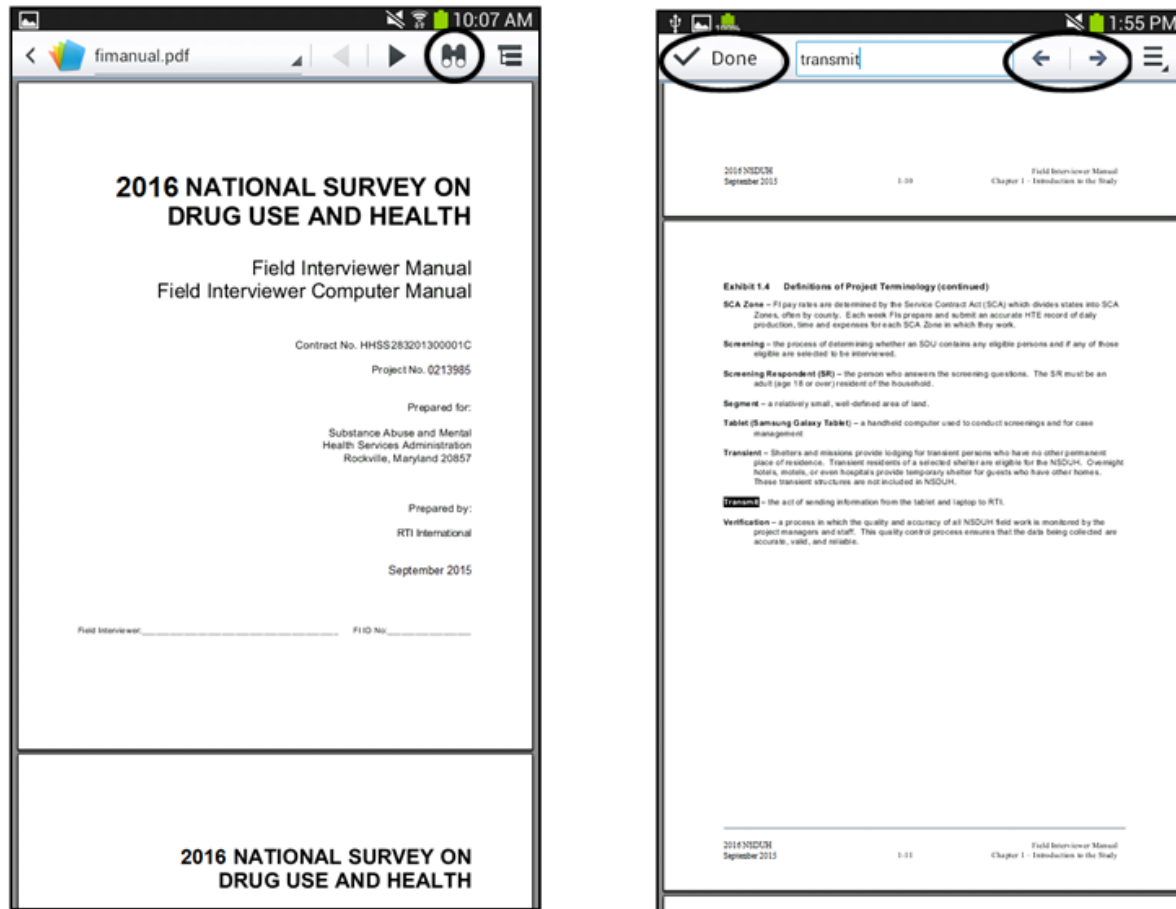 10:07 AM
fimanual.pdf
2016 NATIONAL SURVEY ON
DRUG USE AND HEALTH
Field Interviewer Manual
Field Interviewer Computer Manual
Contract No. HHSS283201300001C
Project No. 0213985
Prepared for:
Substance Abuse and Mental
Health Services Administration
Rockville, Maryland 20857
Prepared by:
RTI International
September 2015
Field Interviewer:____________________ FI ID No:____________________
2016 NATIONAL SURVEY ON
DRUG USE AND HEALTH
100% 1:55 PM
Done transmit
2016 NSDUH Field Interviewer Manual
September 2015 1-10 Chapter 1 – Introduction to the Study
Exhibit 1.4 Definitions of Project Terminology (continued)
SCA Zone – FI pay rates are determined by the Service Contract Act (SCA) which divides states into SCA
Zones, often by county. Each week FIs prepare and submit an accurate HTE record of daily
production, time and expenses for each SCA Zone in which they work.
Screening – the process of determining whether an SDU contains any eligible persons and if any of those
eligible are selected to be interviewed.
Screening Respondent (SR) – the person who answers the screening questions. The SR must be an
adult (age 18 or over) resident of the household.
Segment – a relatively small, well-defined area of land.
Tablet (Samsung Galaxy Tablet) – a handheld computer used to conduct screenings and for case
management
Transient – Shelters and missions provide lodging for transient persons who have no other permanent
place of residence. Transient residents of a selected shelter are eligible for the NSDUH. Overnight
hotels, motels, or even hospitals provide temporary shelter for guests who have other homes.
These transient structures are not included in NSDUH.
Transmit – the act of sending information from the tablet and laptop to RTI.
Verification – a process in which the quality and accuracy of all NSDUH field work is monitored by the
project managers and staff. This quality control process ensures that the data being collected are
accurate, valid, and reliable.
2016 NSDUH Field Interviewer Manual
September 2015 1-11 Chapter 1 – Introduction to the Study